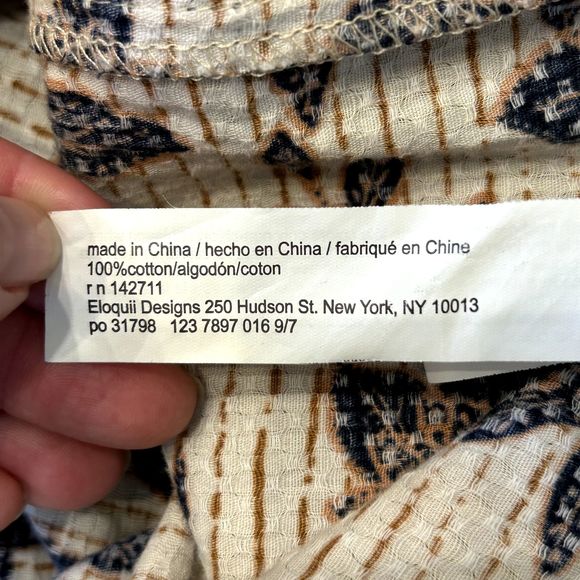 made in China / hecho en China / fabriqué en Chine
100%cotton/algodón/coton
r n 142711
Eloquii Designs 250 Hudson St. New York, NY 10013
po 31798 123 7897 016 9/7